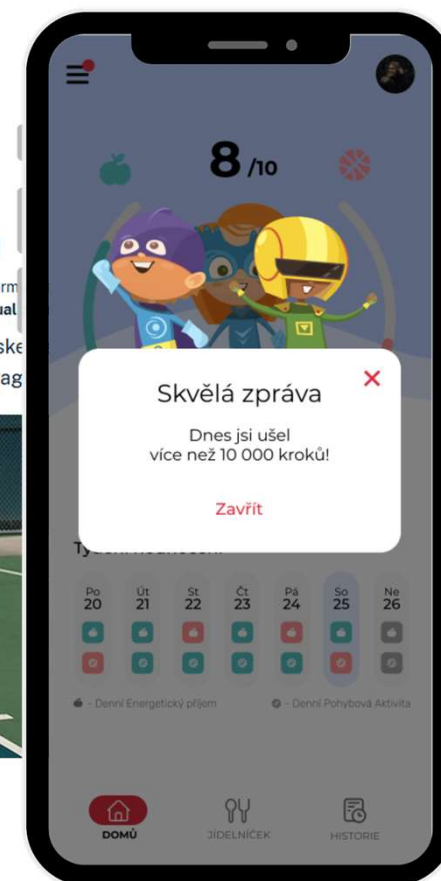 8 /10
Skvělá zpráva
Dnes jsi ušel
více než 10 000 kroků!
Zavřít
Po Út St Čt Pá So Ne
20 21 22 23 24 25 26
- Denní Energetický příjem - Denní Pohybová Aktivita
DOMŮ JÍDELNÍČEK HISTORIE